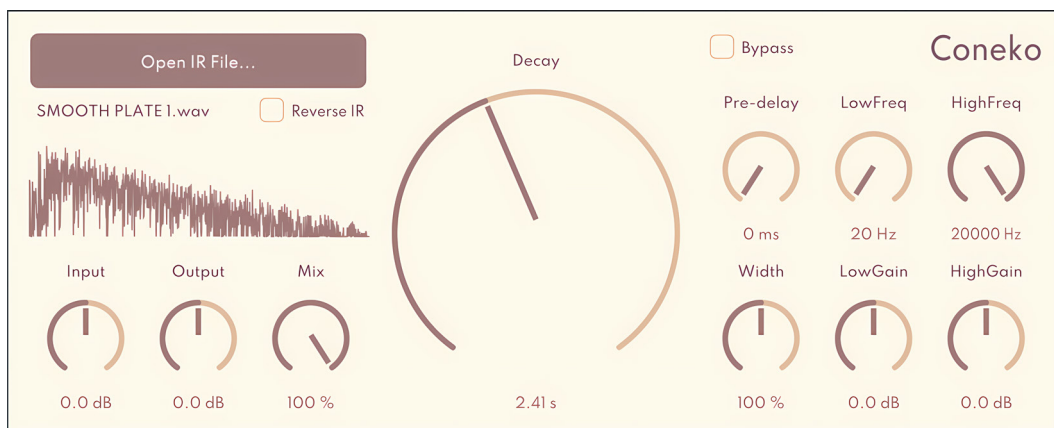 Open IR File...
SMOOTH PLATE 1.wav
Reverse IR
Input
Output
Mix
0.0 dB
0.0 dB
100 %
Decay
2.41 s
Bypass
Coneko
Pre-delay
LowFreq
HighFreq
0 ms
20 Hz
20000 Hz
Width
LowGain
HighGain
100 %
0.0 dB
0.0 dB